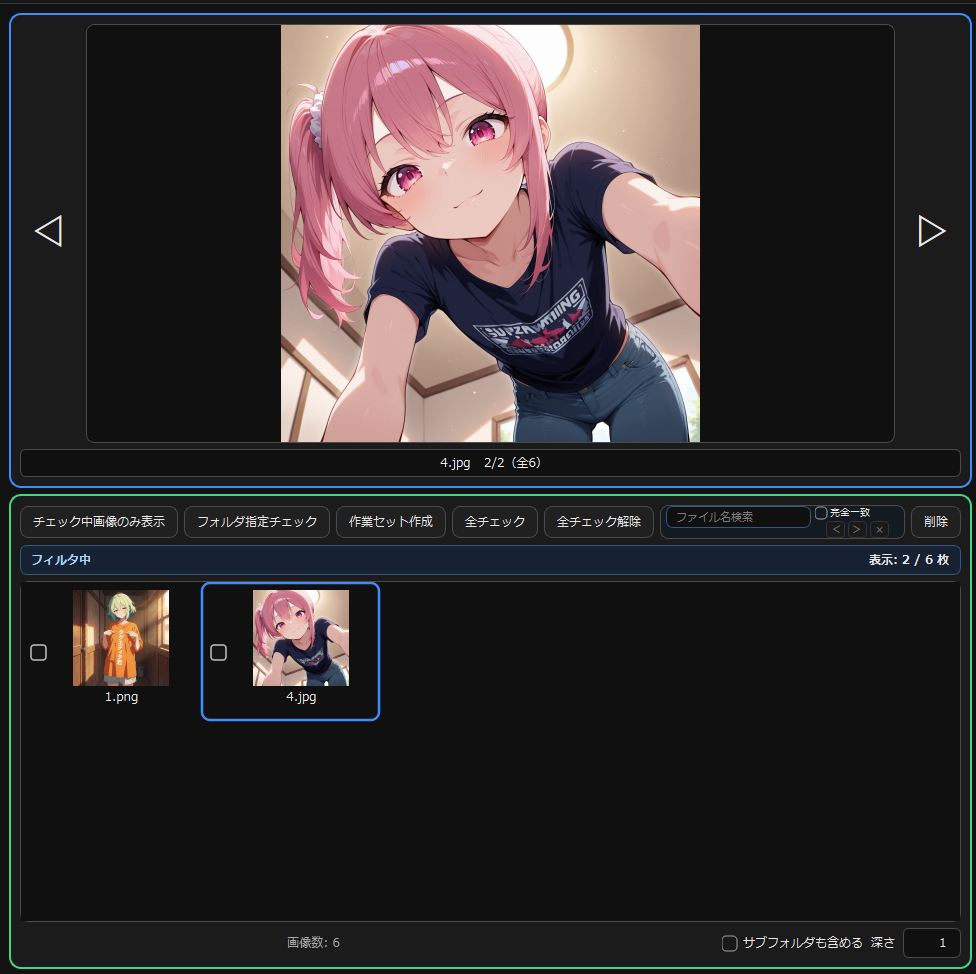 4.jpg 2/2（全6）
チェック中画像のみ表示 フォルダ指定チェック 作業セット作成 全チェック 全チェック解除 ファイル名検索 完全一致 削除
< > ×
フィルタ中 表示: 2 / 6 枚
1.png 4.jpg
画像数: 6 サブフォルダも含める 深さ 1